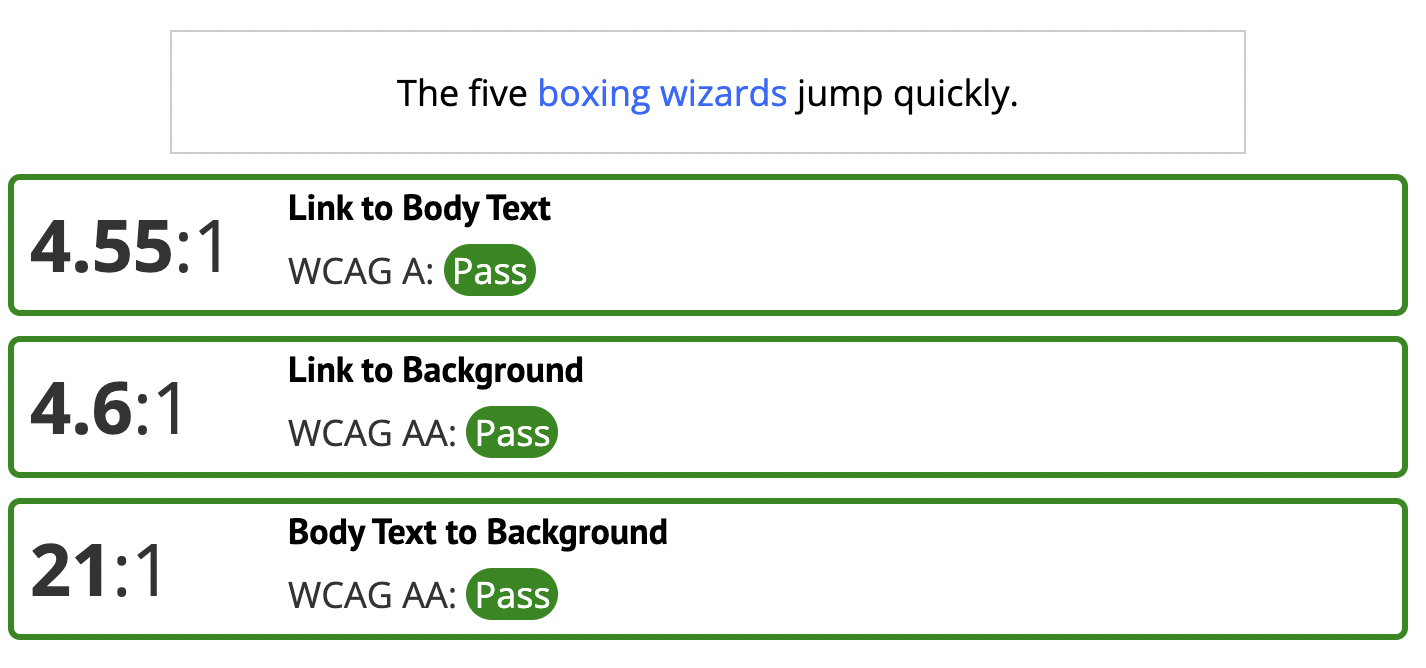 The five boxing wizards jump quickly.
4.55:1
Link to Body Text
WCAG A: Pass
4.6:1
Link to Background
WCAG AA: Pass
21:1
Body Text to Background
WCAG AA: Pass